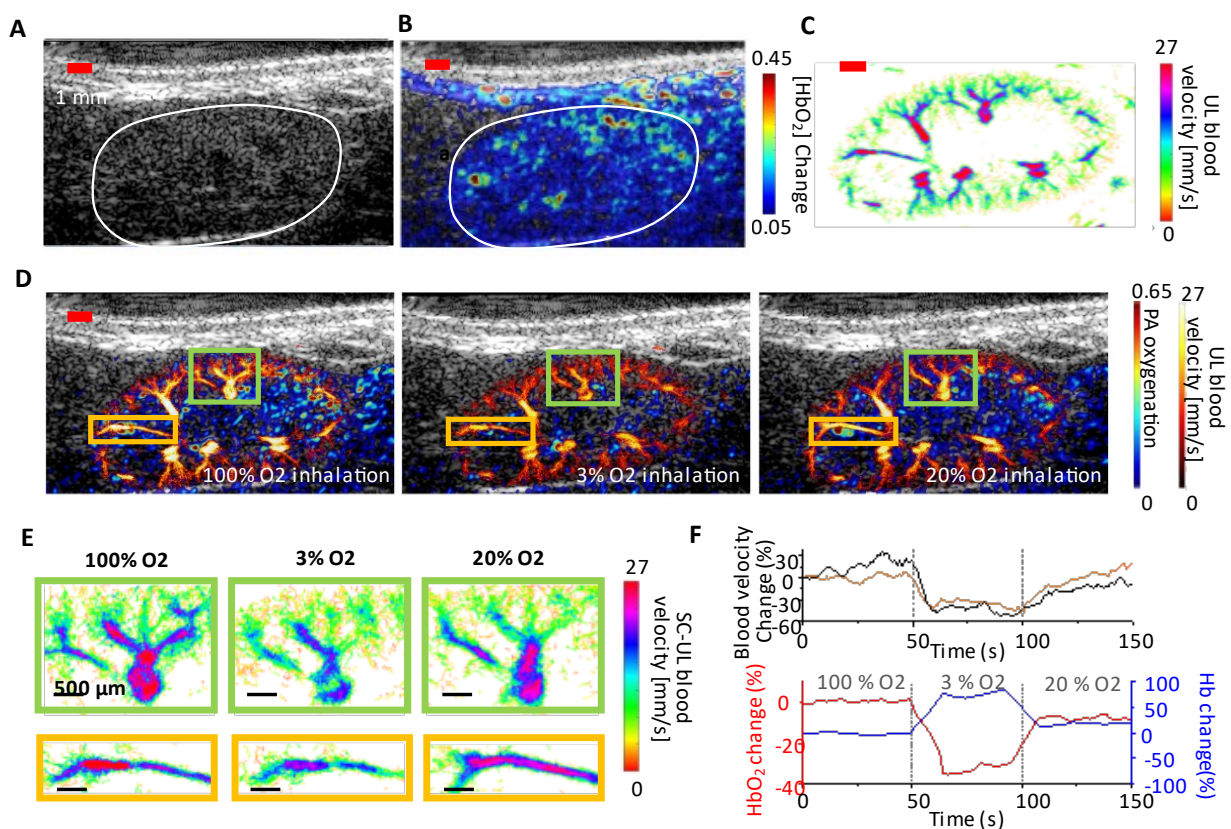 A
B
C
1 mm
a
0.45
[HbO₂] Change
0.05
27
UL blood
velocity [mm/s]
0
D
100% O2 inhalation
3% O2 inhalation
20% O2 inhalation
0.65
PA oxygenation
0
27
UL blood
velocity [mm/s]
0
E
100% O2
3% O2
20% O2
500 µm
27
SC-UL blood
velocity [mm/s]
0
F
Blood velocity
Change (%)
30
0
-30
-60
0
50
100
150
Time (s)
100 % O2
3 % O2
20 % O2
HbO₂ change (%)
0
-20
-40
100
50
0
-50
-100
Hb change(%)
0
50
100
150
Time (s)